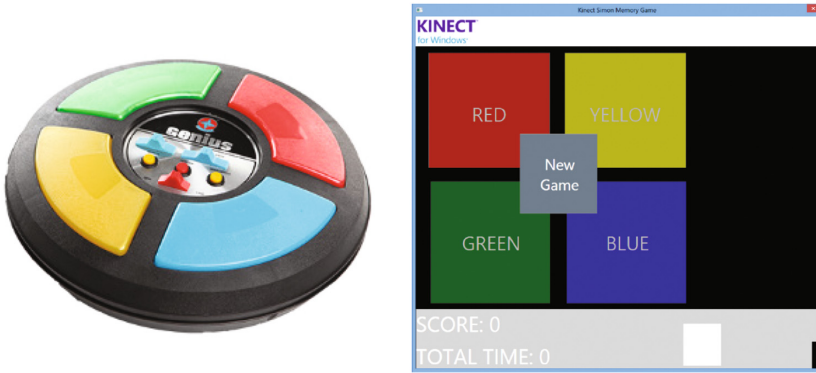 genius
Kinect Simon Memory Game
KINECT
for Windows
RED
YELLOW
New
Game
GREEN
BLUE
SCORE: 0
TOTAL TIME: 0